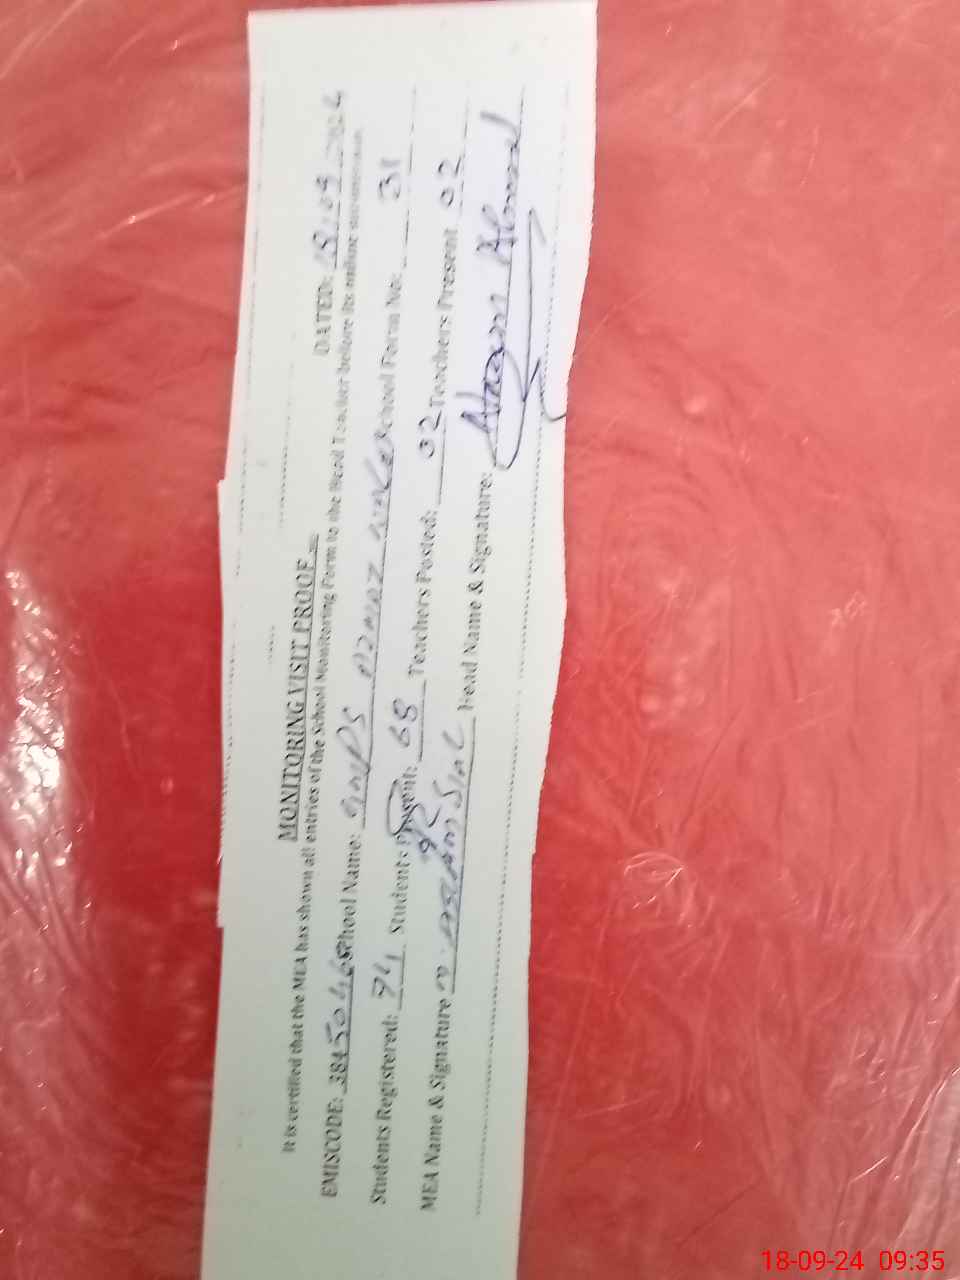 MONITORING VISIT PROOF DATED: 18/09/2024
It is certified that the MEA has shown all entries of the School Monitoring Form to the Head Teacher before its online submission
EMISCODE: 38450465 School Name: GMPS School Form No: 31
Students Registered: 74 Students Present: 68 Teachers Posted: 02 Teachers Present 02
MEA Name & Signature Head Name & Signature:
18-09-24 09:35